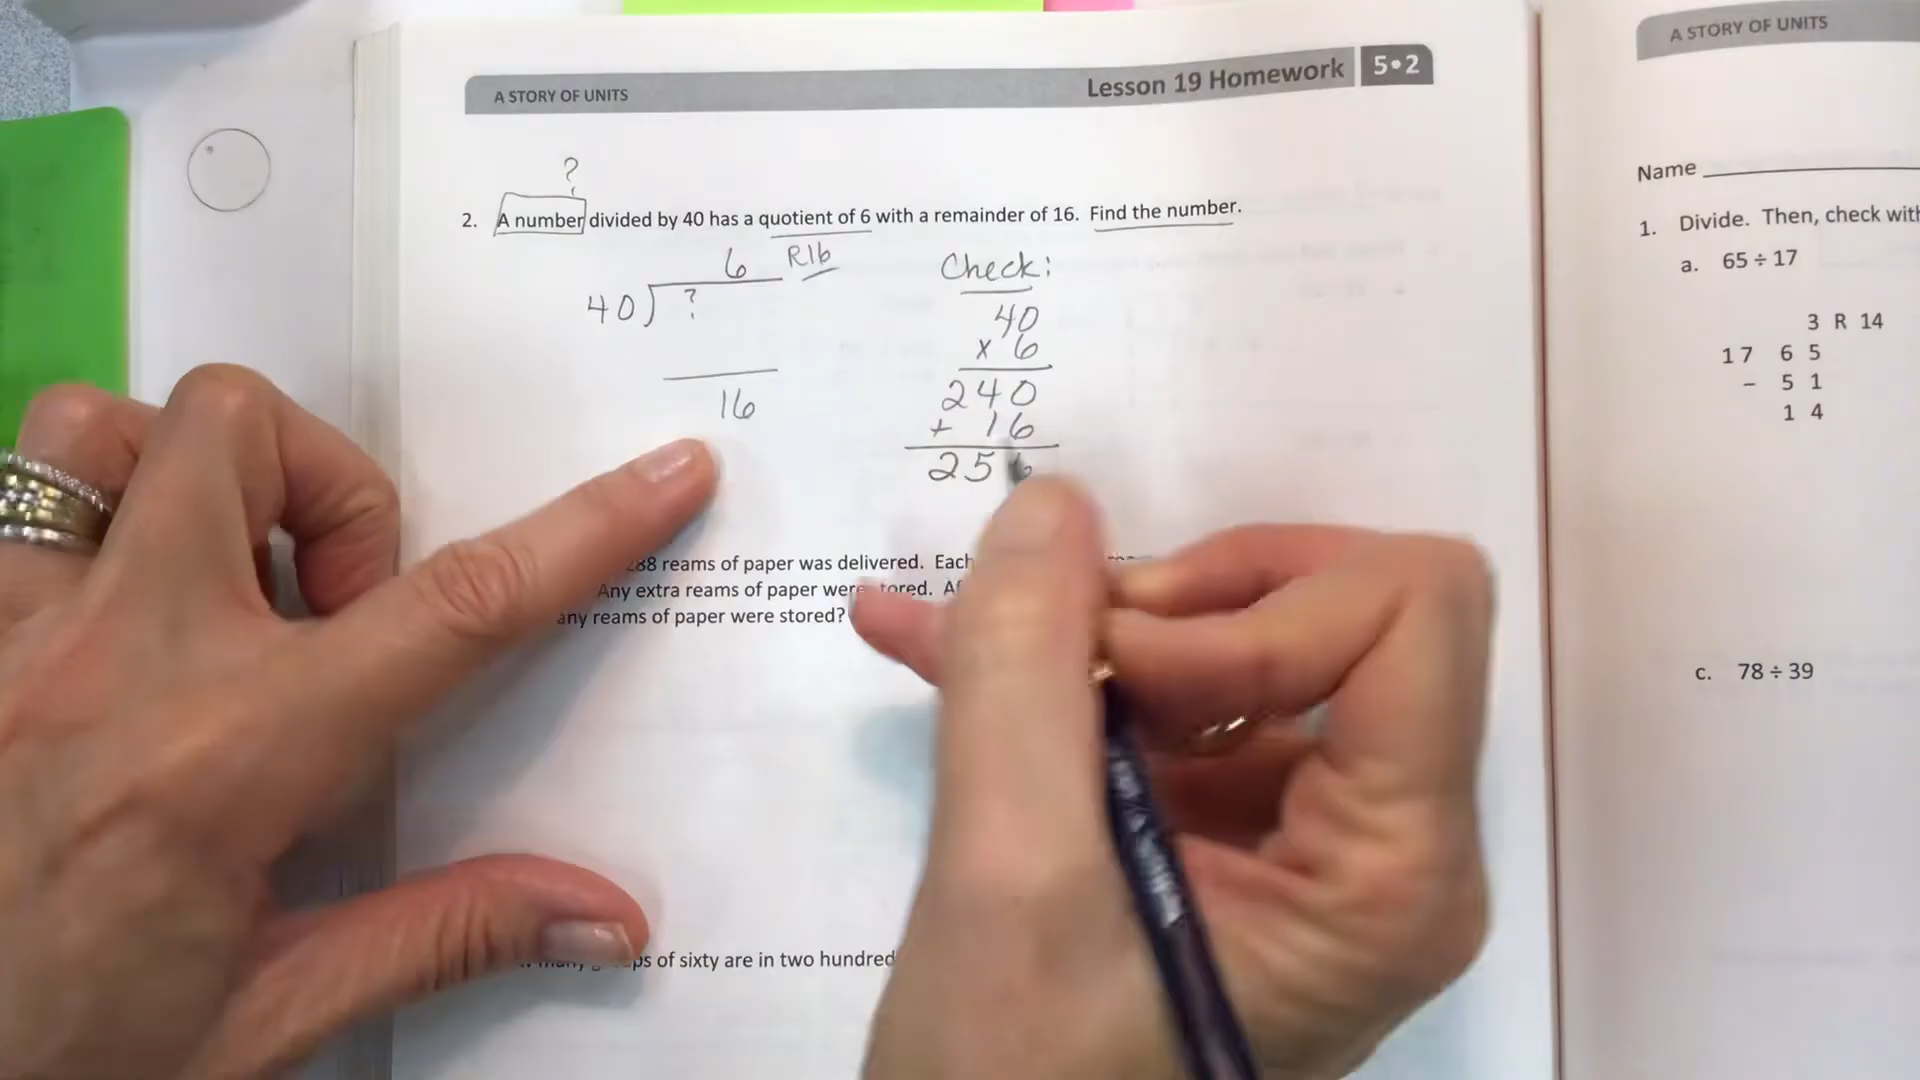 A STORY OF UNITS
Lesson 19 Homework 5•2
?
2. A number divided by 40 has a quotient of 6 with a remainder of 16. Find the number.
6 R16
40 ?
16
Check:
40
x 6
240
+ 16
256
288 reams of paper was delivered. Each
Any extra reams of paper were stored.
any reams of paper were stored?
of sixty are in two hundred
A STORY OF UNITS
Name
1. Divide. Then, check with
a. 65 ÷ 17
3 R 14
17 6 5
- 5 1
1 4
c. 78 ÷ 39